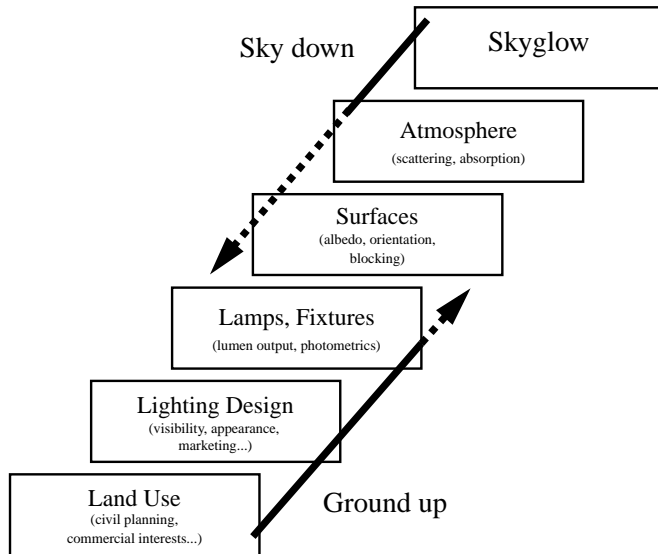 Sky down
Skyglow
Atmosphere
(scattering, absorption)
Surfaces
(albedo, orientation,
blocking)
Lamps, Fixtures
(lumen output, photometrics)
Lighting Design
(visibility, appearance,
marketing...)
Land Use
(civil planning,
commercial interests...)
Ground up